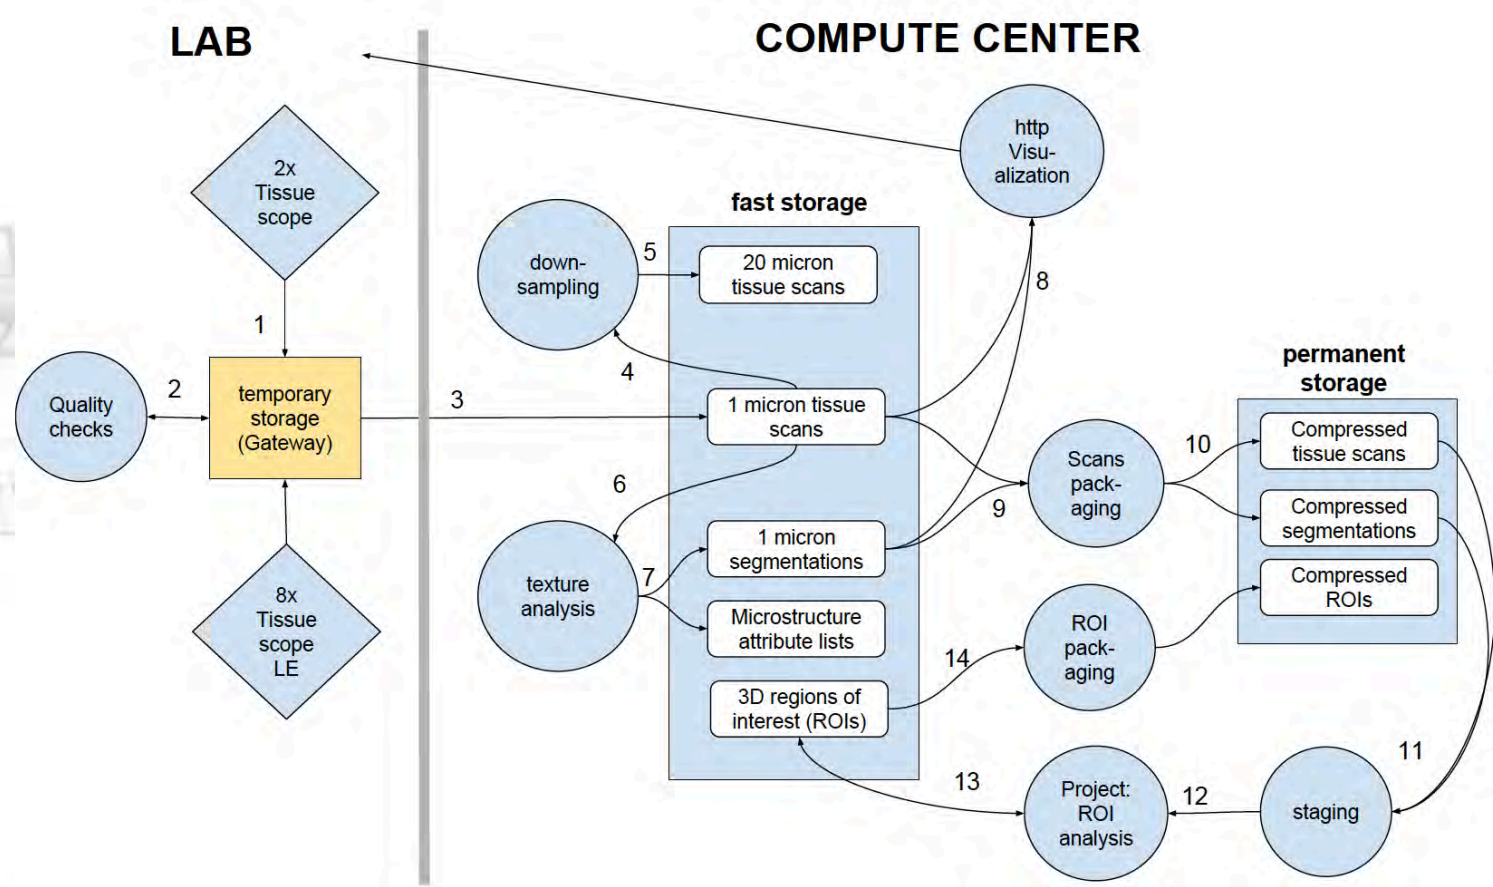 LAB
COMPUTE CENTER
2x
Tissue
scope
1
Quality
checks
2
temporary
storage
(Gateway)
8x
Tissue
scope
LE
3
http
Visu-
alization
fast storage
down-
sampling
5
20 micron
tissue scans
4
1 micron tissue
scans
6
texture
analysis
7
1 micron
segmentations
Microstructure
attribute lists
3D regions of
interest (ROIs)
8
9
Scans
pack-
aging
10
permanent
storage
Compressed
tissue scans
Compressed
segmentations
Compressed
ROIs
14
ROI
pack-
aging
13
Project:
ROI
analysis
12
staging
11